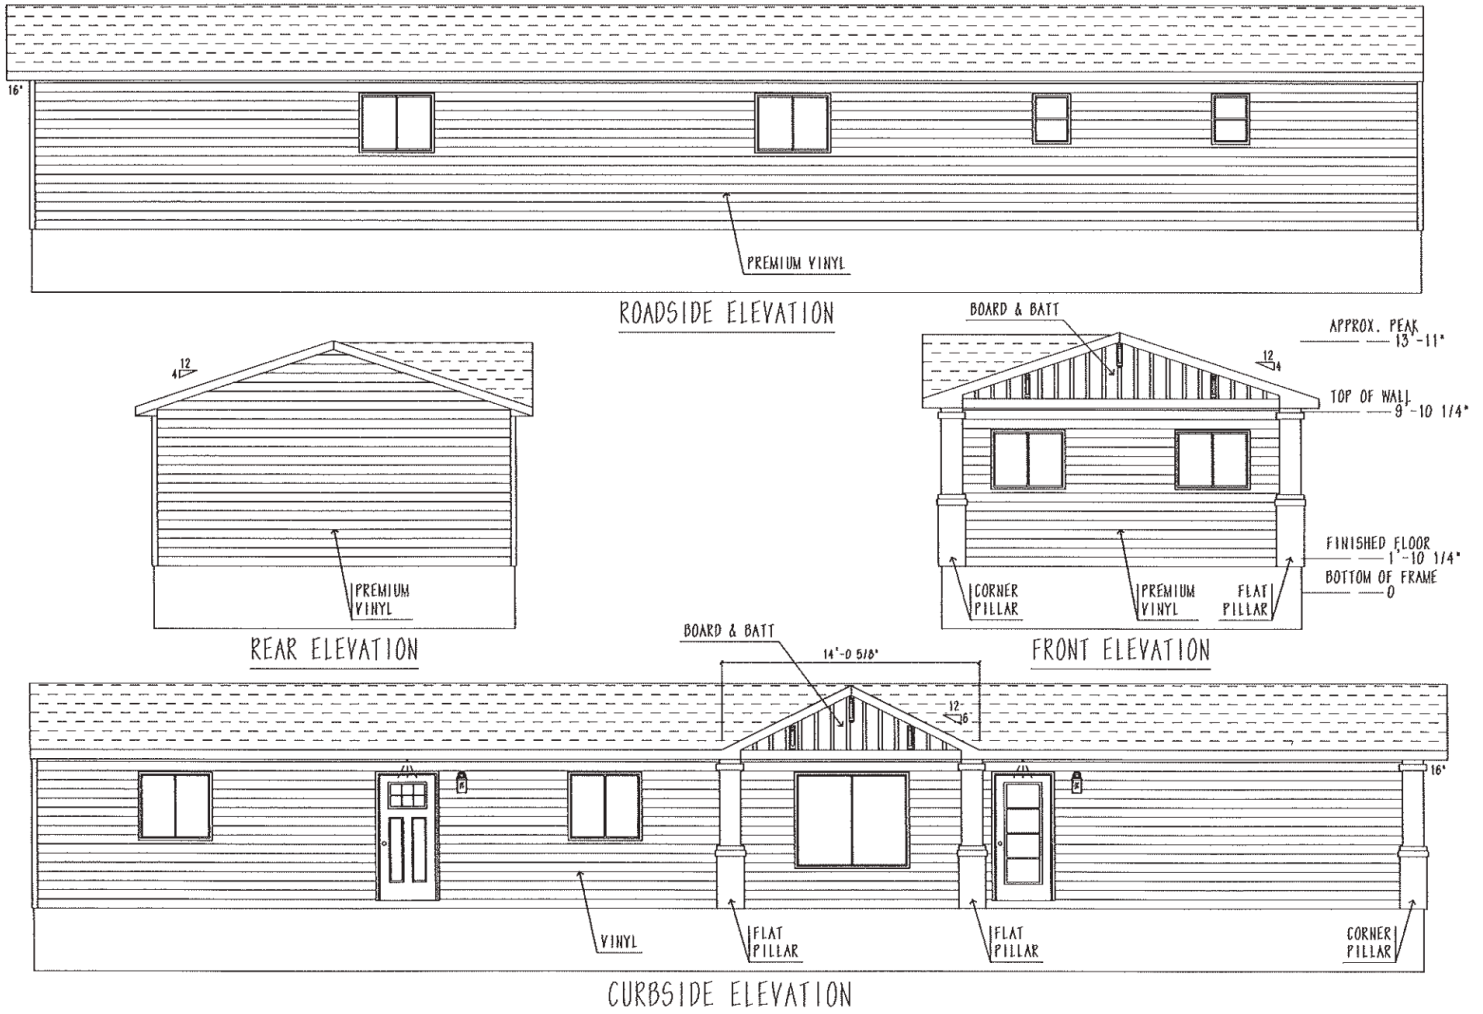 16"
PREMIUM VINYL
ROADSIDE ELEVATION
BOARD & BATT
APPROX. PEAK
13'-11"
12
4
12
4
TOP OF WALL
9'-10 1/4"
FINISHED FLOOR
1'-10 1/4"
BOTTOM OF FRAME
0
PREMIUM
VINYL
CORNER
PILLAR
PREMIUM
VINYL
FLAT
PILLAR
REAR ELEVATION
FRONT ELEVATION
BOARD & BATT
14'-0 5/8"
12
6
16"
VINYL
FLAT
PILLAR
FLAT
PILLAR
CORNER
PILLAR
CURBSIDE ELEVATION